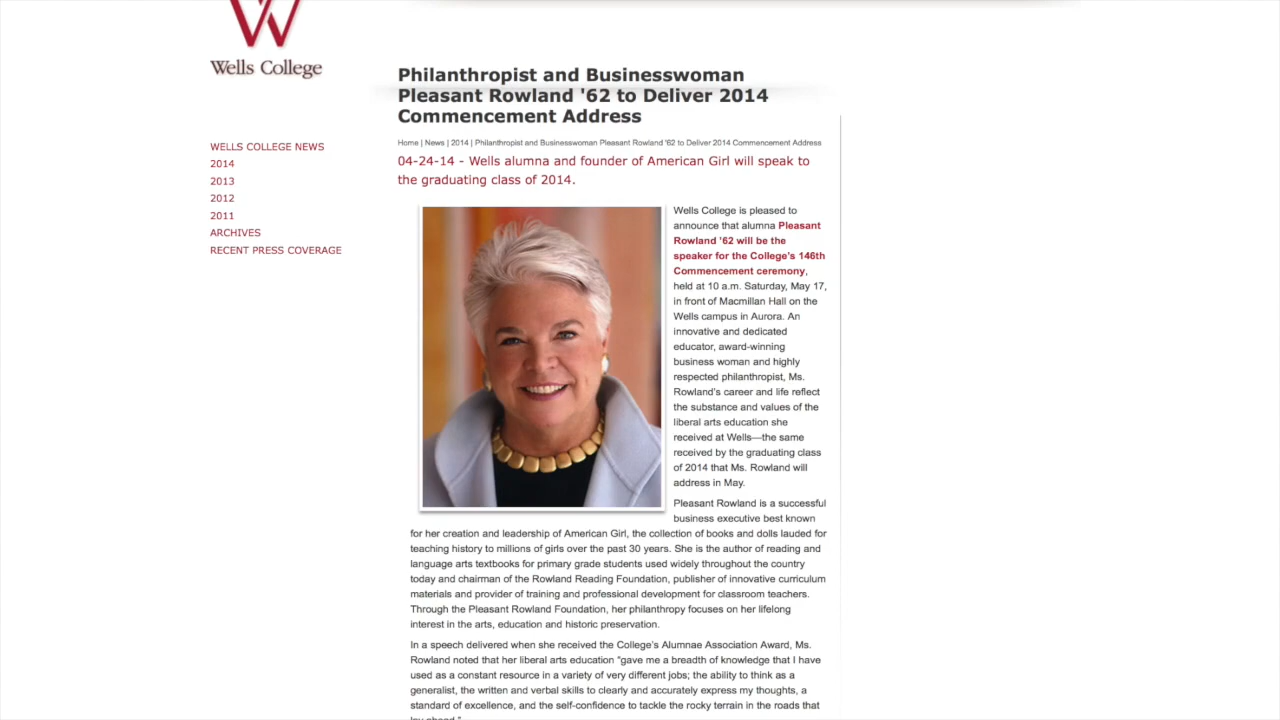 Wells College
Philanthropist and Businesswoman
Pleasant Rowland '62 to Deliver 2014
Commencement Address
Home | News | 2014 | Philanthropist and Businesswoman Pleasant Rowland '62 to Deliver 2014 Commencement Address
04-24-14 - Wells alumna and founder of American Girl will speak to
the graduating class of 2014.
WELLS COLLEGE NEWS
2014
2013
2012
2011
ARCHIVES
RECENT PRESS COVERAGE
Wells College is pleased to
announce that alumna Pleasant
Rowland '62 will be the
speaker for the College's 146th
Commencement ceremony,
held at 10 a.m. Saturday, May 17,
in front of Macmillan Hall on the
Wells campus in Aurora. An
innovative and dedicated
educator, award-winning
business woman and highly
respected philanthropist, Ms.
Rowland's career and life reflect
the substance and values of the
liberal arts education she
received at Wells—the same
received by the graduating class
of 2014 that Ms. Rowland will
address in May.
Pleasant Rowland is a successful
business executive best known
for her creation and leadership of American Girl, the collection of books and dolls lauded for
teaching history to millions of girls over the past 30 years. She is the author of reading and
language arts textbooks for primary grade students used widely throughout the country
today and chairman of the Rowland Reading Foundation, publisher of innovative curriculum
materials and provider of training and professional development for classroom teachers.
Through the Pleasant Rowland Foundation, her philanthropy focuses on her lifelong
interest in the arts, education and historic preservation.
In a speech delivered when she received the College's Alumnae Association Award, Ms.
Rowland noted that her liberal arts education "gave me a breadth of knowledge that I have
used as a constant resource in a variety of very different jobs; the ability to think as a
generalist, the written and verbal skills to clearly and accurately express my thoughts, a
standard of excellence, and the self-confidence to tackle the rocky terrain in the roads that